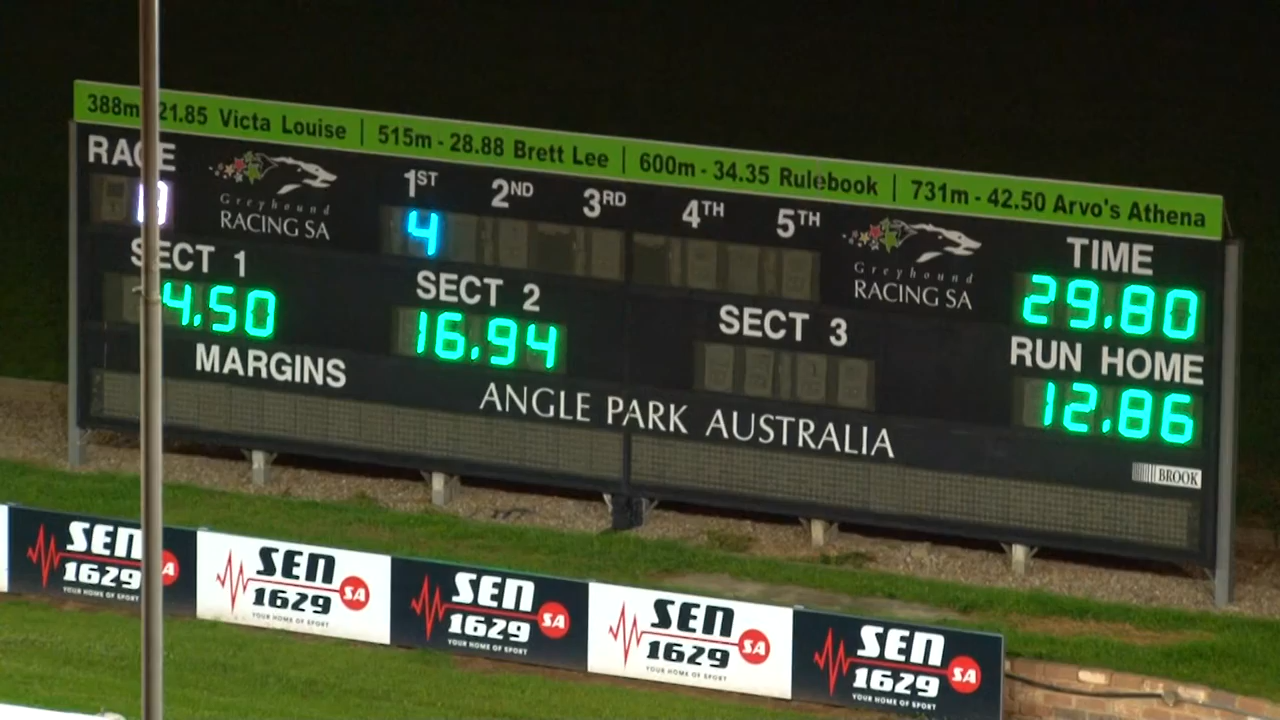 388m 21.85 Victa Louise | 515m - 28.88 Brett Lee | 600m - 34.35 Rulebook | 731m - 42.50 Arvo's Athena
RACE
Greyhound
RACING SA
1ST 2ND 3RD 4TH 5TH
4
Greyhound
RACING SA
TIME
29.80
SECT 1
4.50
SECT 2
16.94
SECT 3
RUN HOME
12.86
MARGINS
ANGLE PARK AUSTRALIA
BROOK
SEN
1629 SA
YOUR HOME OF SPORT
SEN
1629 SA
YOUR HOME OF SPORT
SEN
1629 SA
YOUR HOME OF SPORT
SEN
1629 SA
YOUR HOME OF SPORT
SEN
1629 SA
YOUR HOME OF SPORT